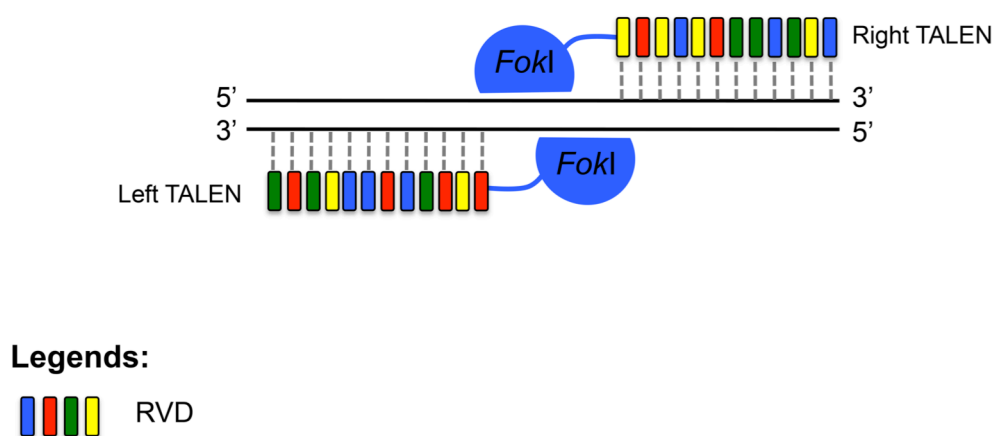 Right TALEN
FokI
5’ 3’
3’ 5’
FokI
Left TALEN
Legends:
RVD